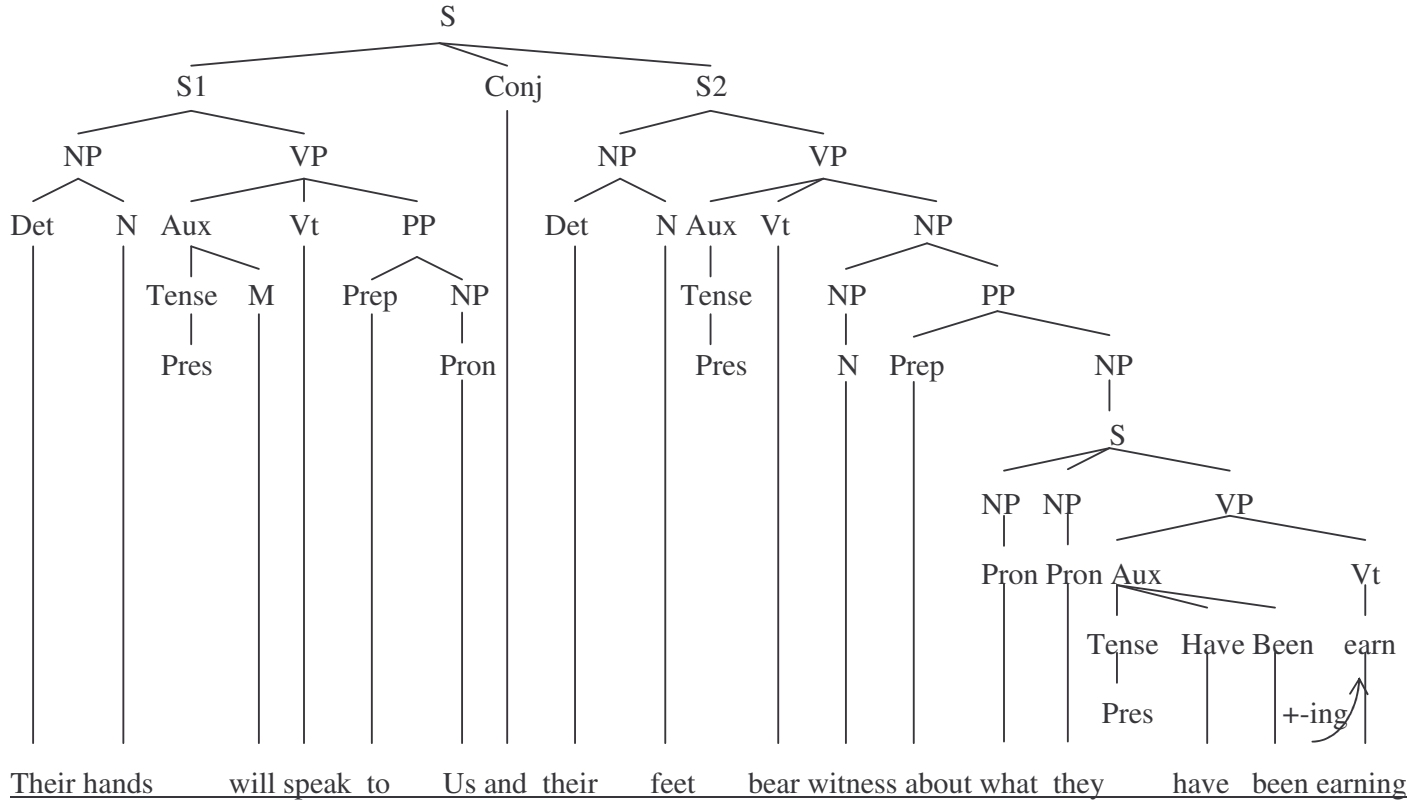 S
S1 Conj S2
NP VP NP VP
Det N Aux Vt PP Det N Aux Vt NP
Tense M Prep NP Tense NP PP
Pres Pron Pres N Prep NP
S
NP NP VP
Pron Pron Aux Vt
Tense Have Been earn
Pres +-ing
Their hands will speak to Us and their feet bear witness about what they have been earning